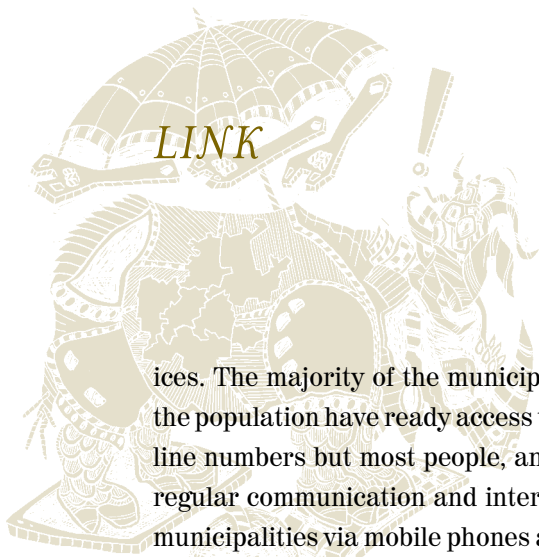 LINK
ices. The majority of the municip
the population have ready access
line numbers but most people, an
regular communication and inter
municipalities via mobile phones